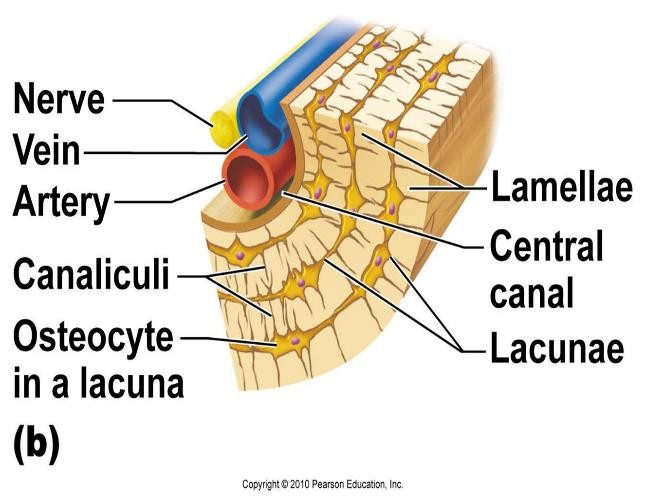 Nerve
Vein
Artery
Canaliculi
Osteocyte
in a lacuna
(b)
Lamellae
Central
canal
Lacunae
Copyright © 2010 Pearson Education, Inc.